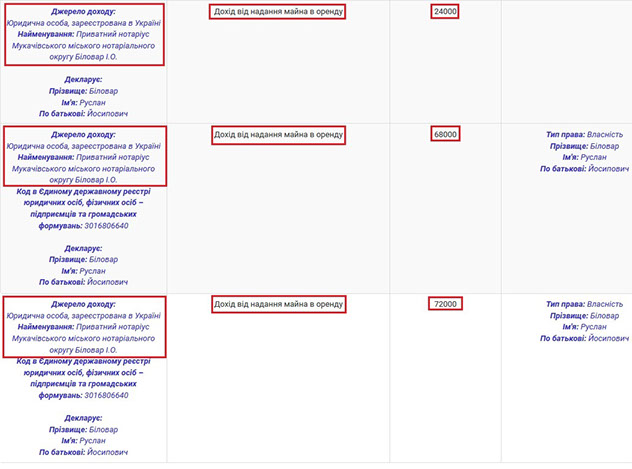 Джерело доходу:
Юридична особа, зареєстрована в Україні
Найменування: Приватний нотаріус
Мукачівського міського нотаріального
округу Біловар І.О.
Декларує:
Прізвище: Біловар
Ім'я: Руслан
По батькові: Йосипович
Дохід від надання майна в оренду
24000
Джерело доходу:
Юридична особа, зареєстрована в Україні
Найменування: Приватний нотаріус
Мукачівського міського нотаріального
округу Біловар І.О.
Код в Єдиному державному реєстрі
юридичних осіб, фізичних осіб –
підприємців та громадських
формувань: 3016806640
Декларує:
Прізвище: Біловар
Ім'я: Руслан
По батькові: Йосипович
Дохід від надання майна в оренду
68000
Тип права: Власність
Прізвище: Біловар
Ім'я: Руслан
По батькові: Йосипович
Джерело доходу:
Юридична особа, зареєстрована в Україні
Найменування: Приватний нотаріус
Мукачівського міського нотаріального
округу Біловар І.О.
Код в Єдиному державному реєстрі
юридичних осіб, фізичних осіб –
підприємців та громадських
формувань: 3016806640
Декларує:
Прізвище: Біловар
Ім'я: Руслан
По батькові: Йосипович
Дохід від надання майна в оренду
72000
Тип права: Власність
Прізвище: Біловар
Ім'я: Руслан
По батькові: Йосипович